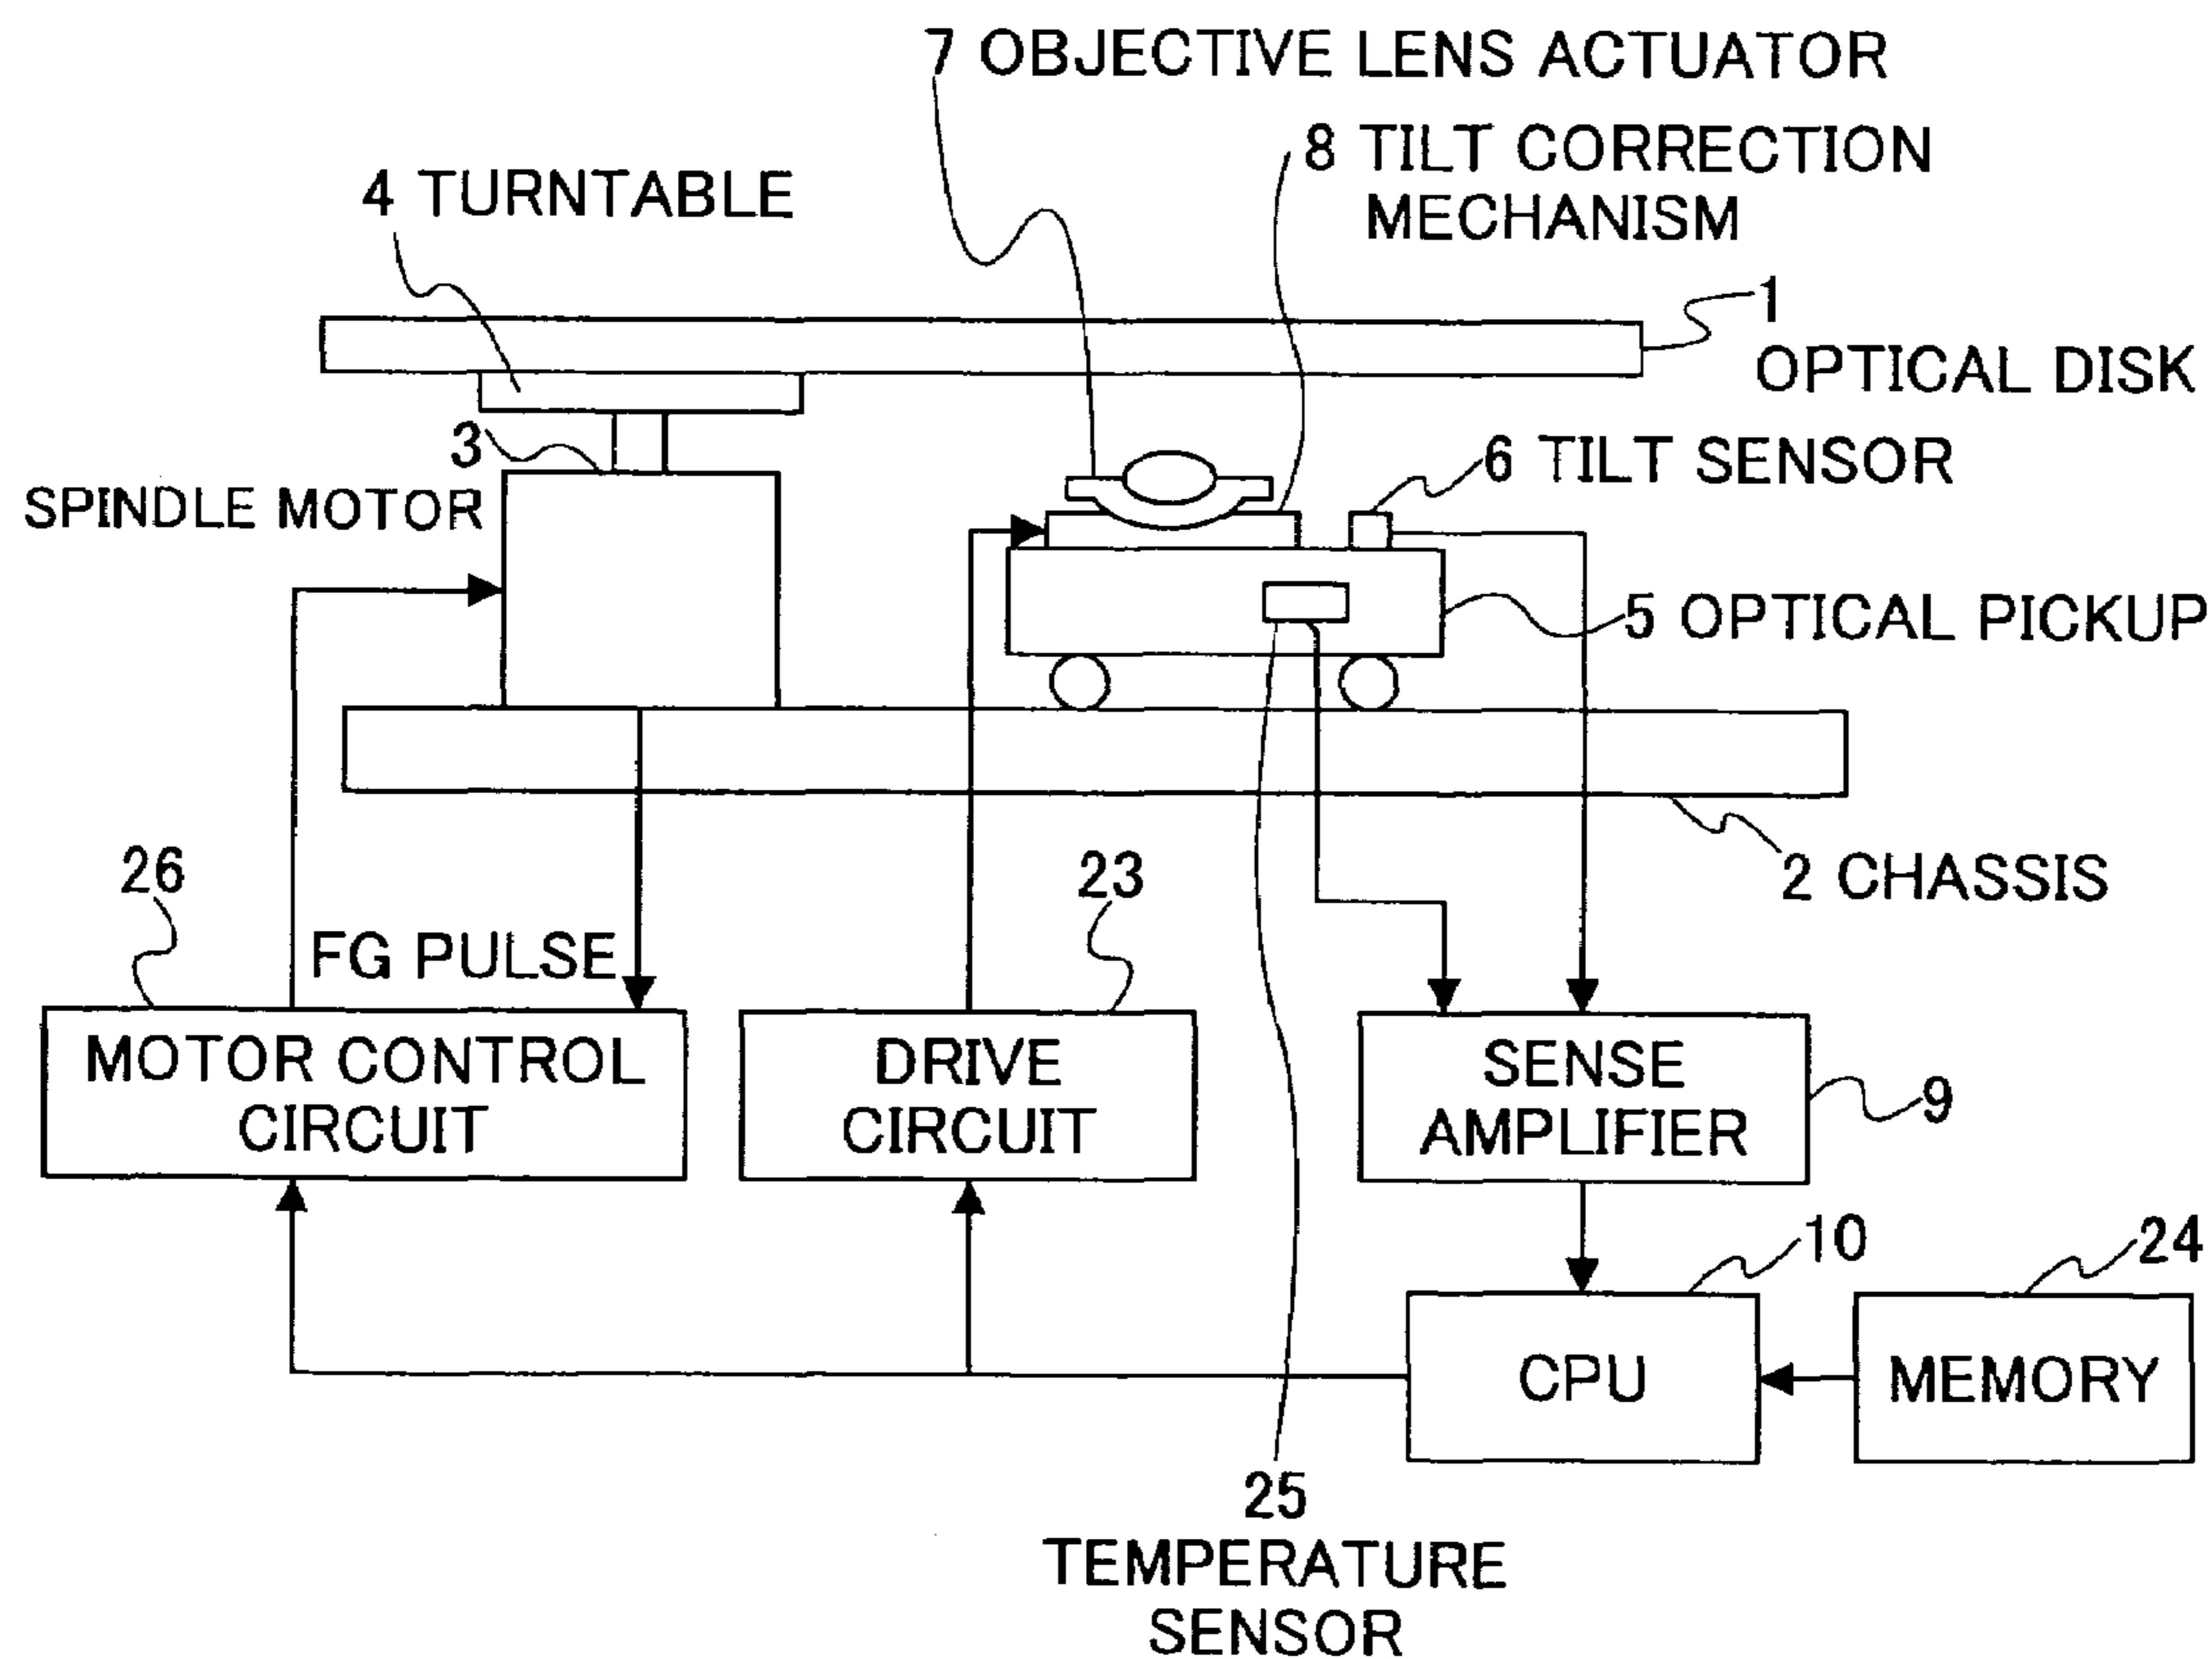 7 OBJECTIVE LENS ACTUATOR
8 TILT CORRECTION
MECHANISM
4 TURNTABLE
1
OPTICAL DISK
3
SPINDLE MOTOR
6 TILT SENSOR
5 OPTICAL PICKUP
2 CHASSIS
26
FG PULSE
23
MOTOR CONTROL
CIRCUIT
DRIVE
CIRCUIT
SENSE
AMPLIFIER
9
10
24
CPU
MEMORY
25
TEMPERATURE
SENSOR